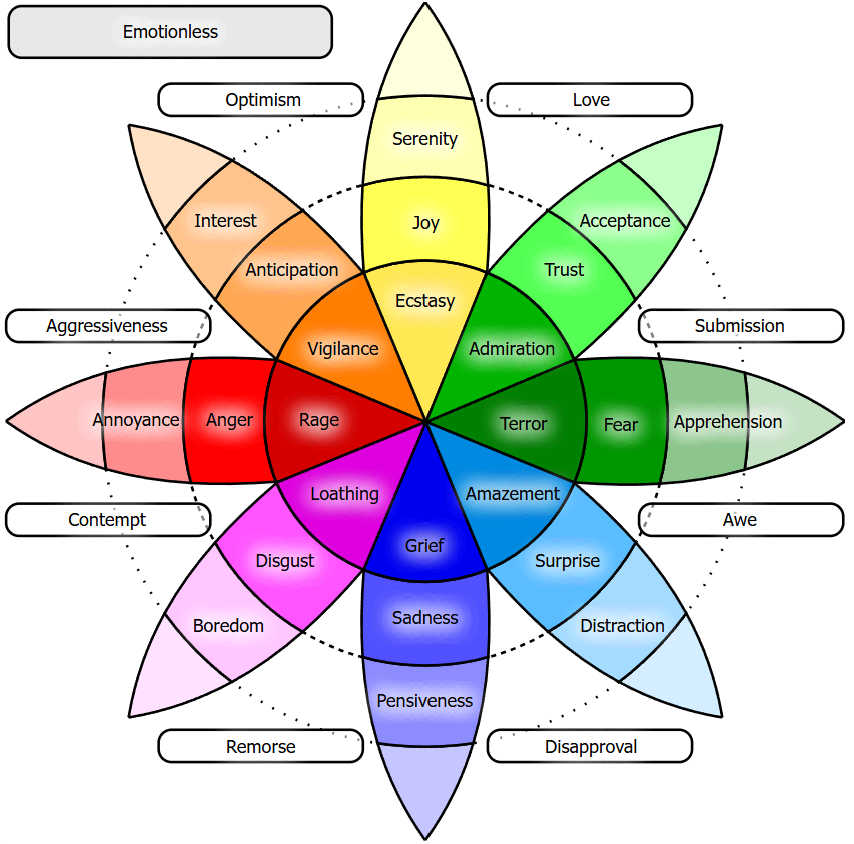 Emotionless
Optimism
Love
Serenity
Interest
Joy
Acceptance
Anticipation
Trust
Ecstasy
Aggressiveness
Submission
Vigilance
Admiration
Annoyance
Anger
Rage
Terror
Fear
Apprehension
Loathing
Amazement
Contempt
Awe
Grief
Disgust
Surprise
Sadness
Boredom
Distraction
Pensiveness
Remorse
Disapproval